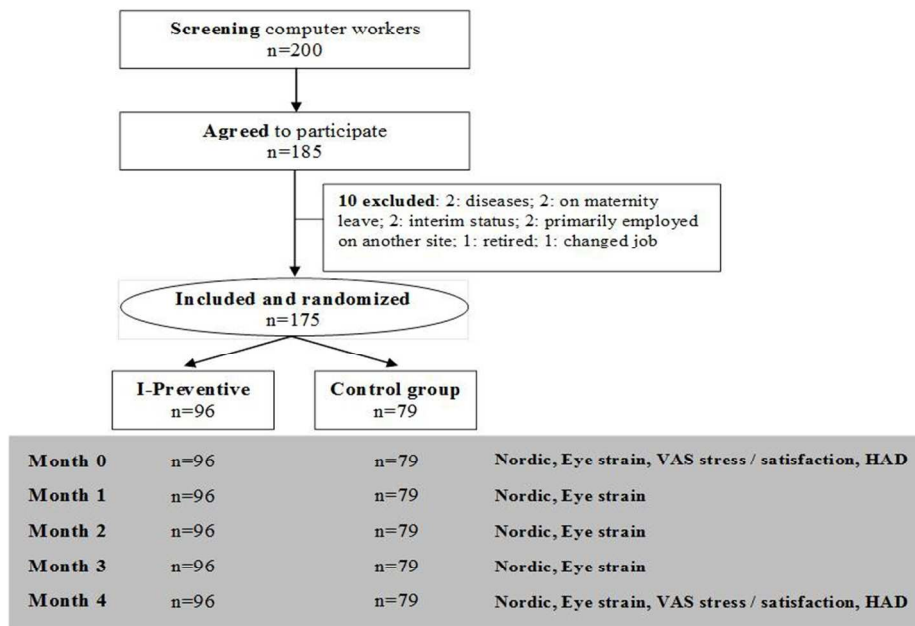 Screening computer workers
n=200
Agreed to participate
n=185
10 excluded: 2: diseases; 2: on maternity
leave; 2: interim status; 2: primarily employed
on another site; 1: retired; 1: changed job
Included and randomized
n=175
I-Preventive
n=96
Control group
n=79
Month 0 n=96 n=79 Nordic, Eye strain, VAS stress / satisfaction, HAD
Month 1 n=96 n=79 Nordic, Eye strain
Month 2 n=96 n=79 Nordic, Eye strain
Month 3 n=96 n=79 Nordic, Eye strain
Month 4 n=96 n=79 Nordic, Eye strain, VAS stress / satisfaction, HAD